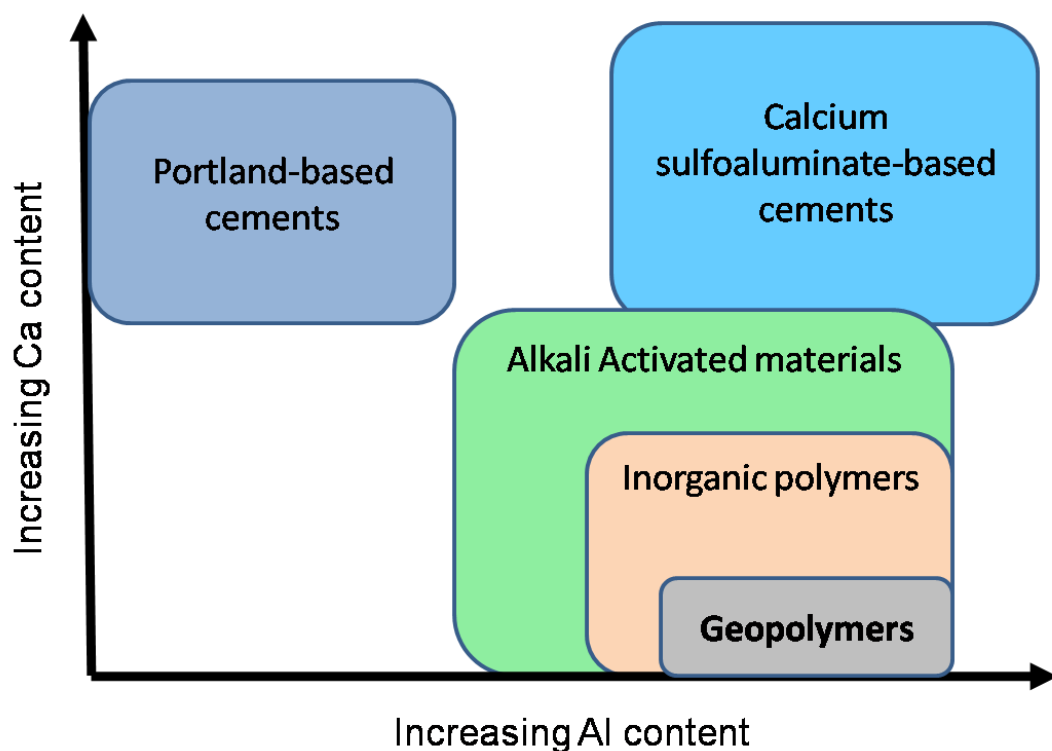 Calcium
sulfoaluminate-based
cements
Portland-based
cements
Alkali Activated materials
Inorganic polymers
Geopolymers
Increasing Ca content
Increasing Al content